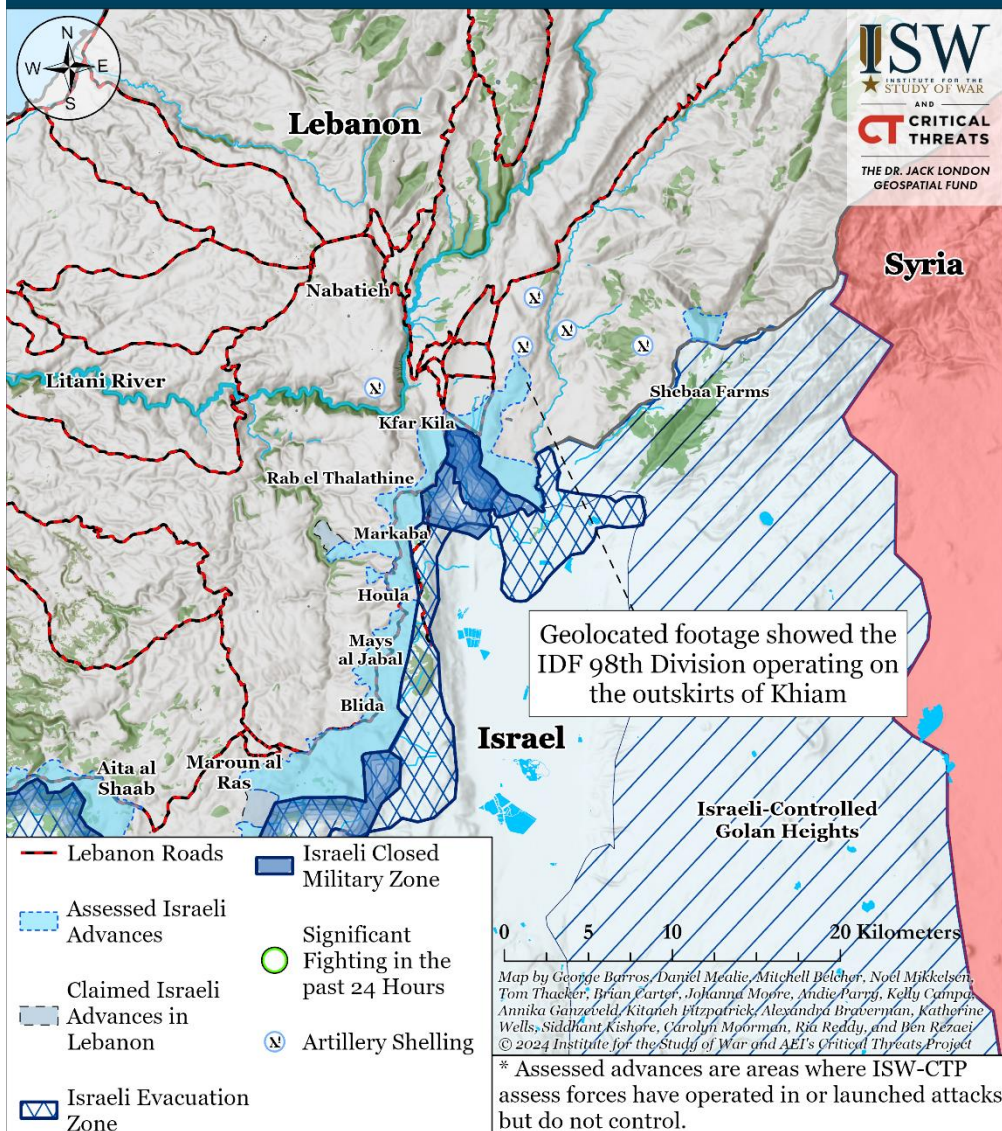 N
W E
S
ISW
INSTITUTE FOR THE
STUDY OF WAR
AND
CT CRITICAL
THREATS
THE DR. JACK LONDON
GEOSPATIAL FUND
Lebanon
Syria
Nabatieh
Litani River
Shebaa Farms
Kfar Kila
Rab el Thalathine
Markaba
Houla
Mays
al Jabal
Blida
Geolocated footage showed the
IDF 98th Division operating on
the outskirts of Khiam
Israel
Aita al
Shaab
Maroun al
Ras
Israeli-Controlled
Golan Heights
Lebanon Roads
Assessed Israeli
Advances
Claimed Israeli
Advances in
Lebanon
Israeli Evacuation
Zone
Israeli Closed
Military Zone
Significant
Fighting in the
past 24 Hours
Artillery Shelling
0 5 10 20 Kilometers
Map by George Barros, Daniel Mealie, Mitchell Belcher, Noel Mikkelsen,
Tom Thacker, Brian Carter, Johanna Moore, Andie Parry, Kelly Campa,
Annika Ganzeveld, Kitaneh Fitzpatrick, Alexandra Braverman, Katherine
Wells, Siddhant Kishore, Carolyn Moorman, Ria Reddy, and Ben Rezaei
© 2024 Institute for the Study of War and AEI's Critical Threats Project
* Assessed advances are areas where ISW-CTP
assess forces have operated in or launched attacks
but do not control.